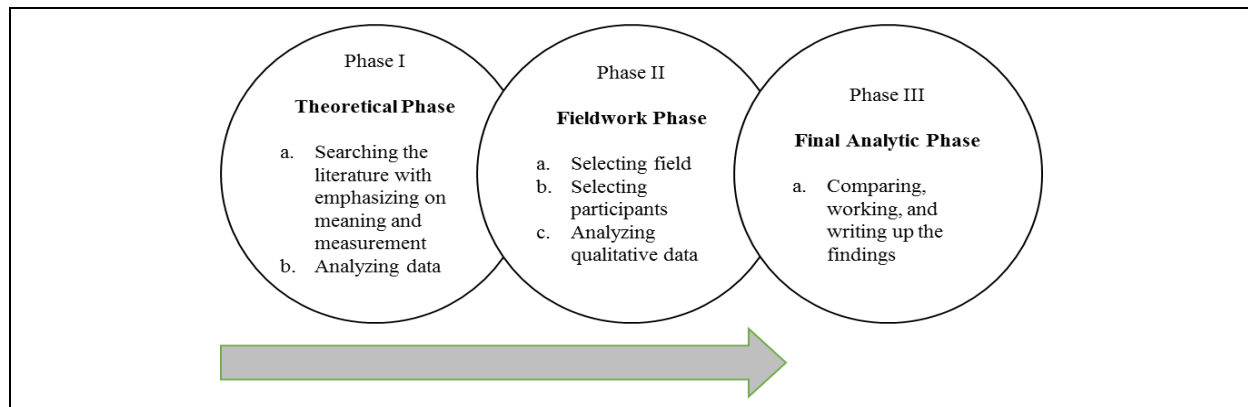 Phase I
Theoretical Phase
a. Searching the
literature with
emphasizing on
meaning and
measurement
b. Analyzing data
Phase II
Fieldwork Phase
a. Selecting field
b. Selecting
participants
c. Analyzing
qualitative data
Phase III
Final Analytic Phase
a. Comparing,
working, and
writing up the
findings